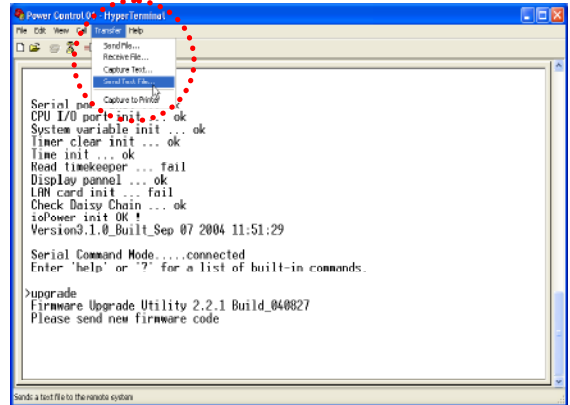 Power Control 01 - HyperTerminal
File Edit View Call Transfer Help
Send File...
Receive File...
Capture Text...
Send Text File...
Capture to Printer
Serial ok
CPU I/O port init ... ok
System variable init ... ok
Timer clear init ... ok
Time init ... ok
Read timekeeper ... fail
Display pannel ... ok
LAN card init ... fail
Check Daisy Chain ... ok
ioPower init OK !
Version3.1.0_Built_Sep 07 2004 11:51:29
Serial Command Mode.....connected
Enter 'help' or '?' for a list of built-in commands.
>upgrade
Firmware Upgrade Utility 2.2.1 Build_040827
Please send new firmware code
Sends a text file to the remote system